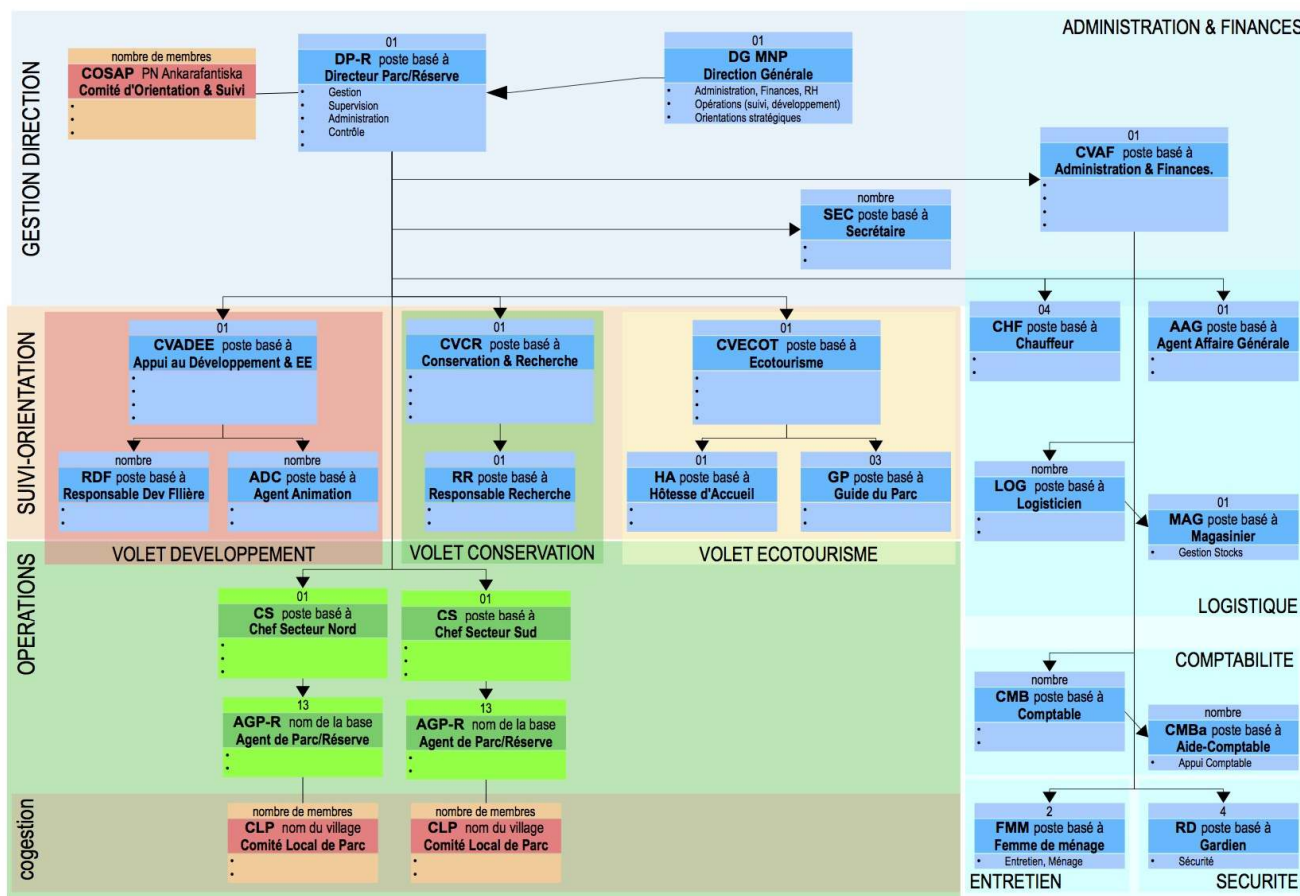 ADMINISTRATION & FINANCES
GESTION DIRECTION
nombre de membres
COSAP PN Ankarafantiska
Comité d'Orientation & Suivi
01
DP-R poste basé à
Directeur Parc/Réserve
Gestion
Supervision
Administration
Contrôle
01
DG MNP
Direction Générale
Administration, Finances, RH
Opérations (suivi, développement)
Orientations stratégiques
01
CVAF poste basé à
Administration & Finances.
nombre
SEC poste basé à
Secrétaire
SUIVI-ORIENTATION
01
CVADEE poste basé à
Appui au Développement & EE
01
CVCR poste basé à
Conservation & Recherche
01
CVECOT poste basé à
Ecotourisme
04
CHF poste basé à
Chauffeur
01
AAG poste basé à
Agent Affaire Générale
nombre
RDF poste basé à
Responsable Dev FIlière
nombre
ADC poste basé à
Agent Animation
01
RR poste basé à
Responsable Recherche
01
HA poste basé à
Hôtesse d'Accueil
03
GP poste basé à
Guide du Parc
nombre
LOG poste basé à
Logisticien
01
MAG poste basé à
Magasinier
Gestion Stocks
VOLET DEVELOPPEMENT
VOLET CONSERVATION
VOLET ECOTOURISME
LOGISTIQUE
OPERATIONS
01
CS poste basé à
Chef Secteur Nord
01
CS poste basé à
Chef Secteur Sud
COMPTABILITE
nombre
CMB poste basé à
Comptable
nombre
CMBa poste basé à
Aide-Comptable
Appui Comptable
13
AGP-R nom de la base
Agent de Parc/Réserve
13
AGP-R nom de la base
Agent de Parc/Réserve
cogestion
nombre de membres
CLP nom du village
Comité Local de Parc
nombre de membres
CLP nom du village
Comité Local de Parc
2
FMM poste basé à
Femme de ménage
Entretien, Ménage
4
RD poste basé à
Gardien
Sécurité
ENTRETIEN
SECURITE